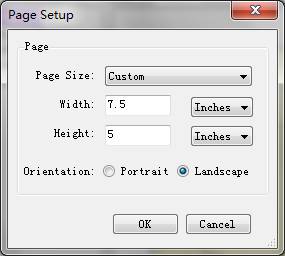 Page Setup
Page
Page Size: Custom
Width: 7.5 Inches
Height: 5 Inches
Orientation: Portrait Landscape
OK Cancel